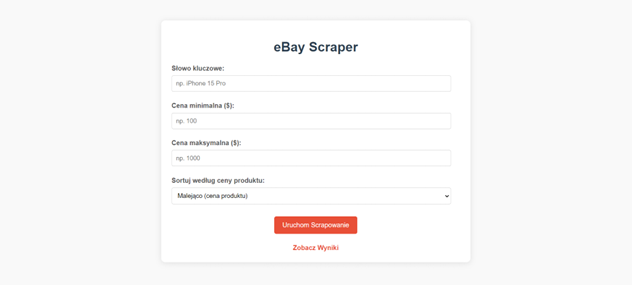 eBay Scraper
Słowo kluczowe:
np. iPhone 15 Pro
Cena minimalna ($):
np. 100
Cena maksymalna ($):
np. 1000
Sortuj według ceny produktu:
Malejąco (cena produktu)
Uruchom Scrapowanie
Zobacz Wyniki